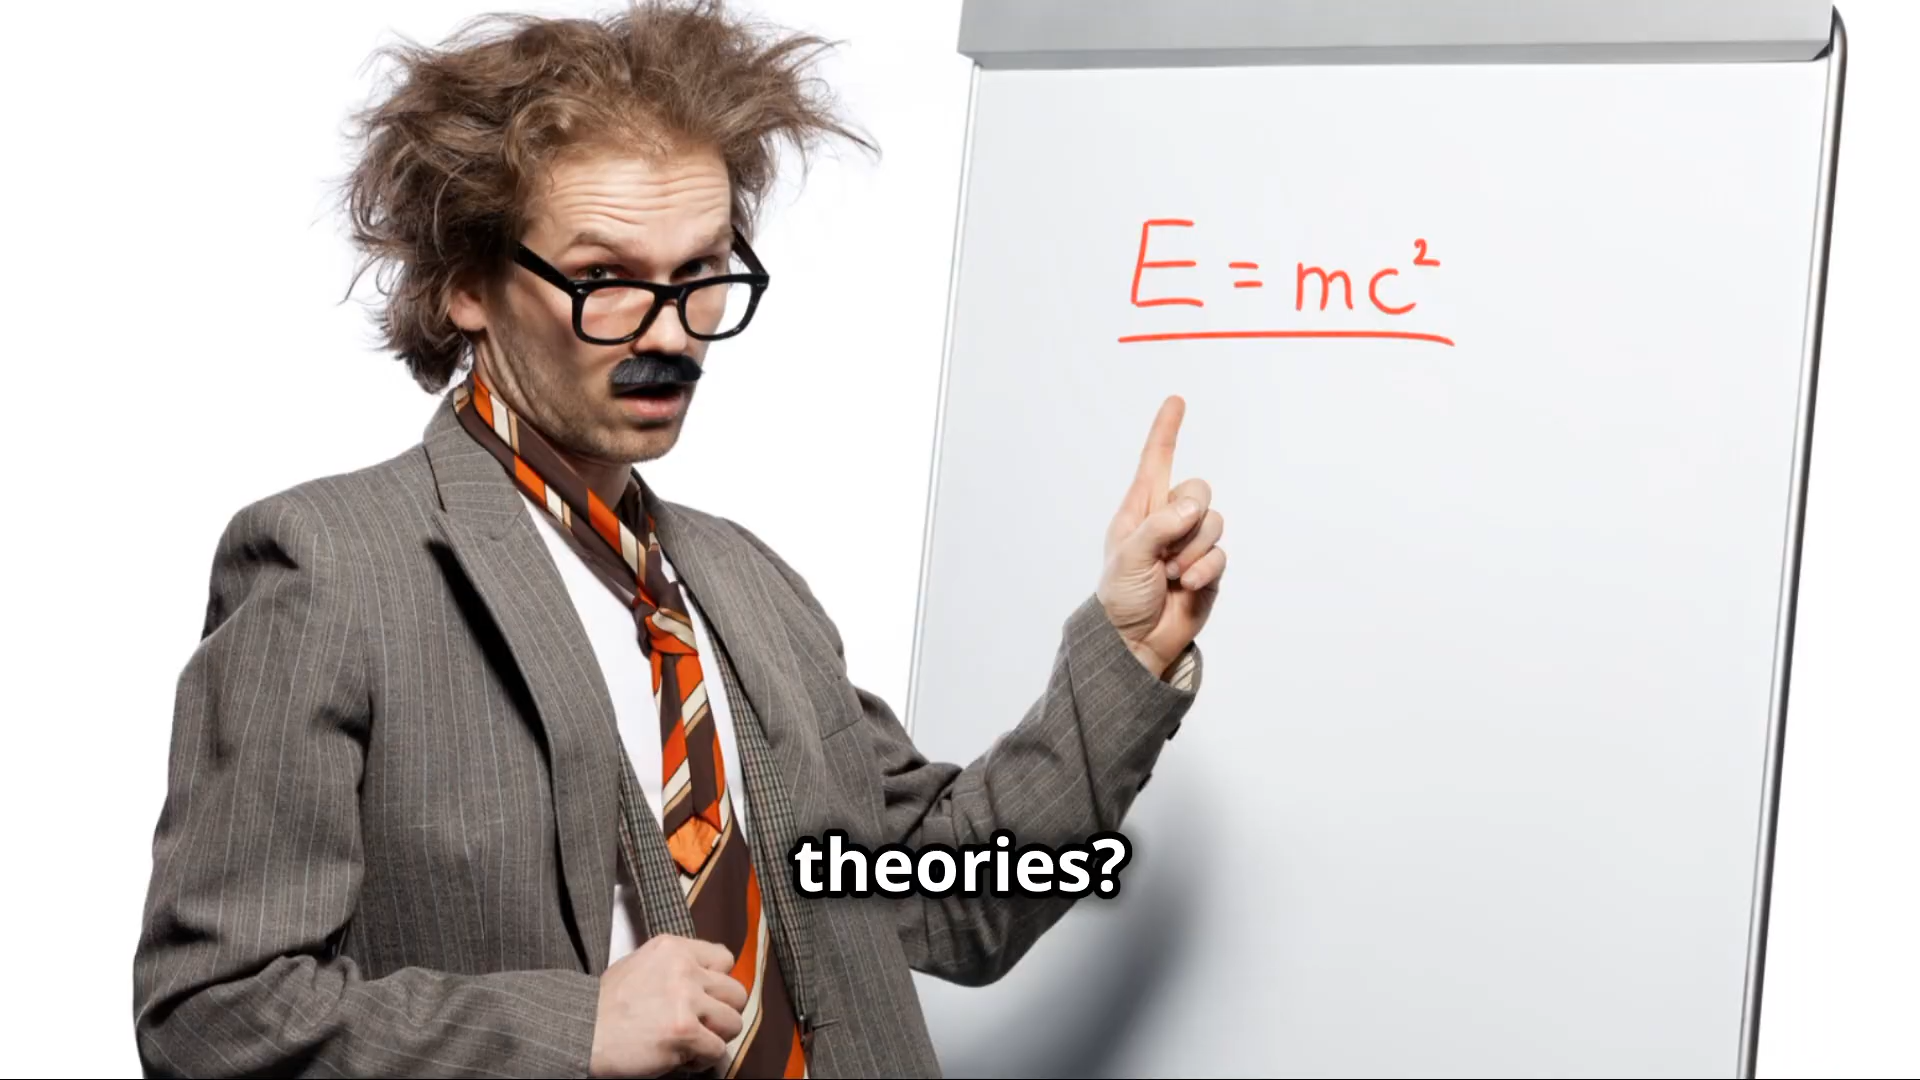 E = mc²
theories?